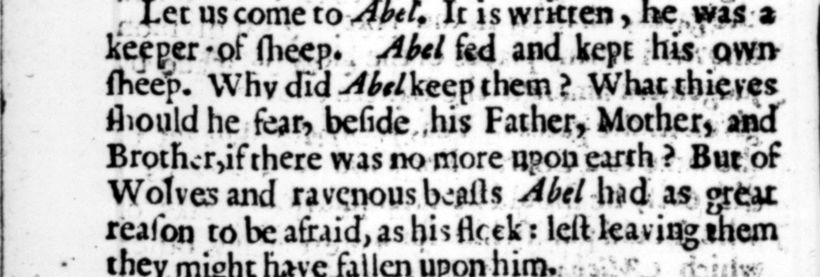 Let us come to Abel. It is written, he was a
keeper of ſheep. Abel fed and kept his own
ſheep. Why did Abel keep them? What thieves
ſhould he fear, beſide his Father, Mother, and
Brother, if there was no more upon earth? But of
Wolves and ravenous beaſts Abel had as great
reaſon to be afraid, as his flock: leſt leaving them
they might have fallen upon him.